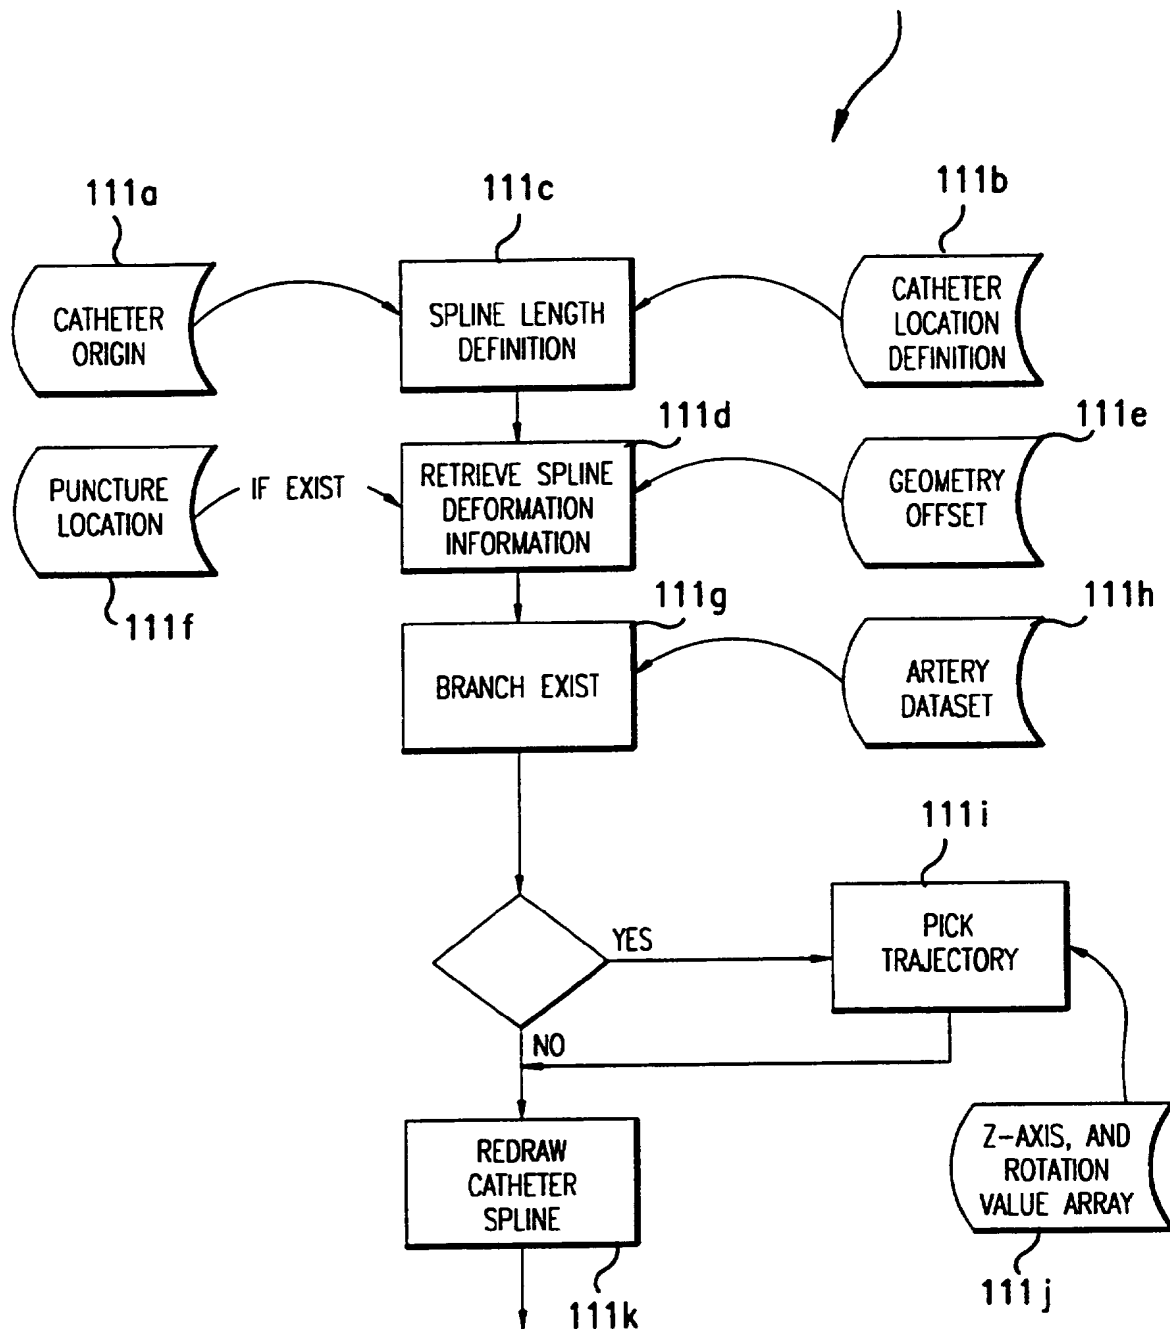 111a
111c
111b
CATHETER
ORIGIN
SPLINE LENGTH
DEFINITION
CATHETER
LOCATION
DEFINITION
111d
111e
PUNCTURE
LOCATION
IF EXIST
RETRIEVE SPLINE
DEFORMATION
INFORMATION
GEOMETRY
OFFSET
111f
111g
111h
BRANCH EXIST
ARTERY
DATASET
111i
YES
PICK
TRAJECTORY
NO
REDRAW
CATHETER
SPLINE
Z-AXIS, AND
ROTATION
VALUE ARRAY
111k
111j